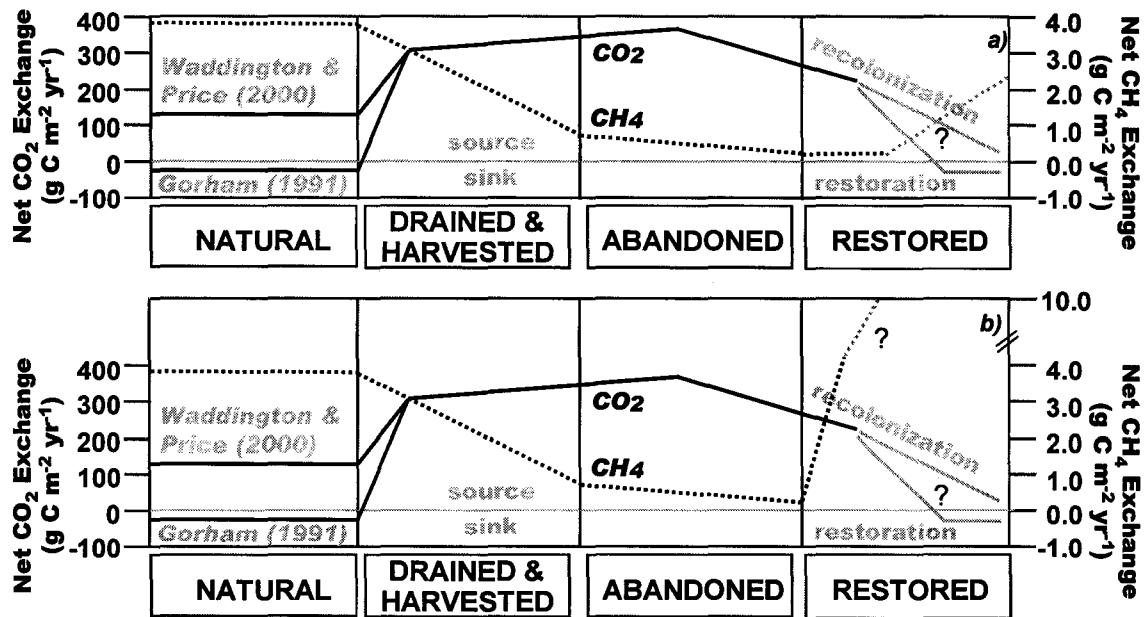 Net CO2 Exchange
(g C m-2 yr-1)
400
300
200
100
0
-100
Waddington &
Price (2000)
Gorham (1991)
source
sink
CO2
CH4
a)
recolonization
?
restoration
4.0
3.0
2.0
1.0
0.0
-1.0
Net CH4 Exchange
(g C m-2 yr-1)
NATURAL
DRAINED &
HARVESTED
ABANDONED
RESTORED
Net CO2 Exchange
(g C m-2 yr-1)
400
300
200
100
0
-100
Waddington &
Price (2000)
Gorham (1991)
source
sink
CO2
CH4
b)
?
recolonization
?
restoration
10.0
4.0
3.0
2.0
1.0
0.0
-1.0
Net CH4 Exchange
(g C m-2 yr-1)
NATURAL
DRAINED &
HARVESTED
ABANDONED
RESTORED